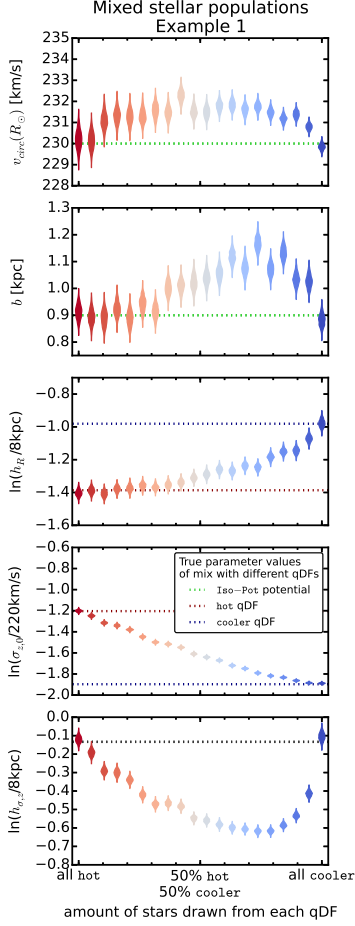 Mixed stellar populations
Example 1
235
234
233
232
231
230
229
228
v_circ(R_⊙) [km/s]
1.3
1.2
1.1
1.0
0.9
0.8
b [kpc]
−0.8
−1.0
−1.2
−1.4
−1.6
ln(h_R/8kpc)
−0.6
−0.8
−1.0
−1.2
−1.4
−1.6
−1.8
−2.0
ln(σ_z,0/220km/s)
True parameter values
of mix with different qDFs
Iso−Pot potential
hot qDF
cooler qDF
0.0
−0.1
−0.2
−0.3
−0.4
−0.5
−0.6
−0.7
−0.8
ln(h_σ,z/8kpc)
all hot
50% hot
50% cooler
all cooler
amount of stars drawn from each qDF